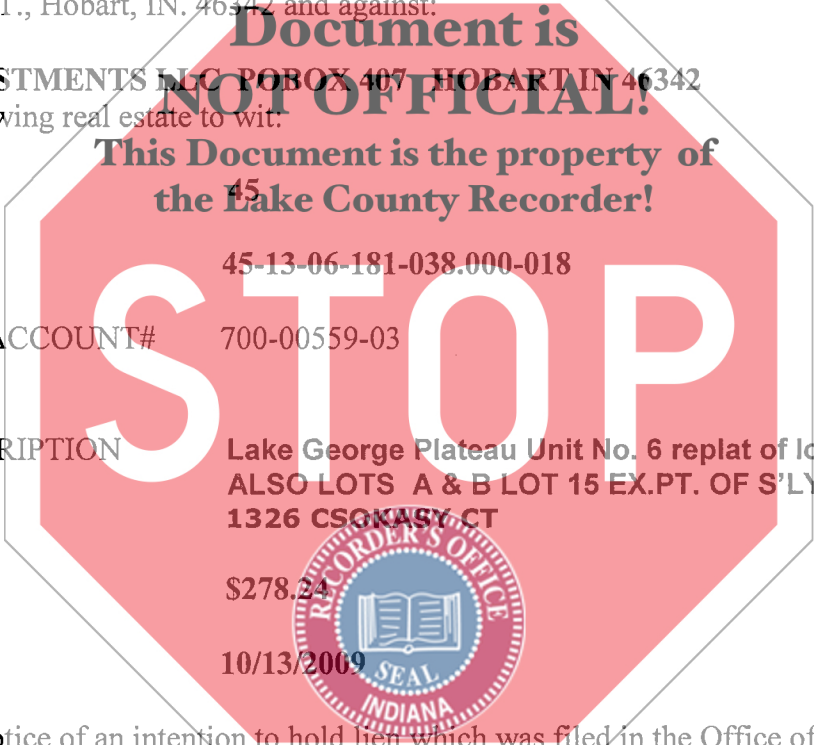 T., Hobart, IN. 46342 and against:
Document is
STMENTS LLC POBOX 407 HOBART IN 46342
NOT OFFICIAL!
wing real estate to wit:
This Document is the property of
45
the Lake County Recorder!
45-13-06-181-038.000-018
STOP
ACCOUNT# 700-00559-03
RIPTION Lake George Plateau Unit No. 6 replat of lo
ALSO LOTS A & B LOT 15 EX.PT. OF S'LY
1326 CSOKASY CT
RECORDER'S OFFICE
$278.24
10/13/2009
SEAL
INDIANA
tice of an intention to hold lien which was filed in the Office of